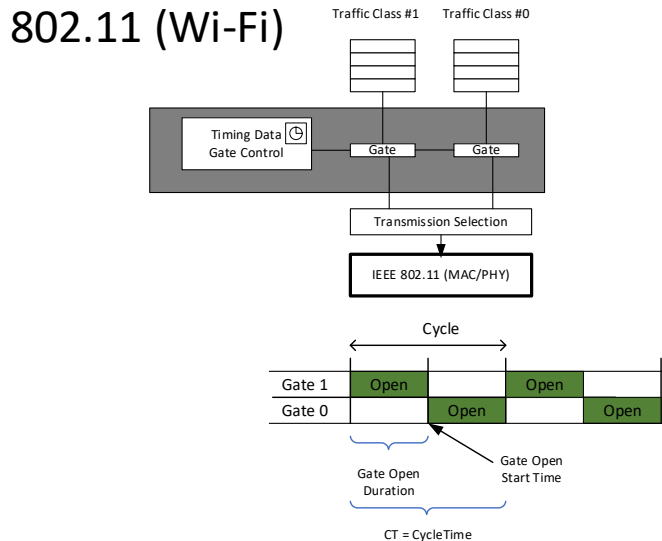 802.11 (Wi-Fi)
Traffic Class #1
Traffic Class #0
Timing Data
Gate Control
Gate
Gate
Transmission Selection
IEEE 802.11 (MAC/PHY)
Cycle
Gate 1
Open
Open
Gate 0
Open
Open
Gate Open
Duration
Gate Open
Start Time
CT = CycleTime